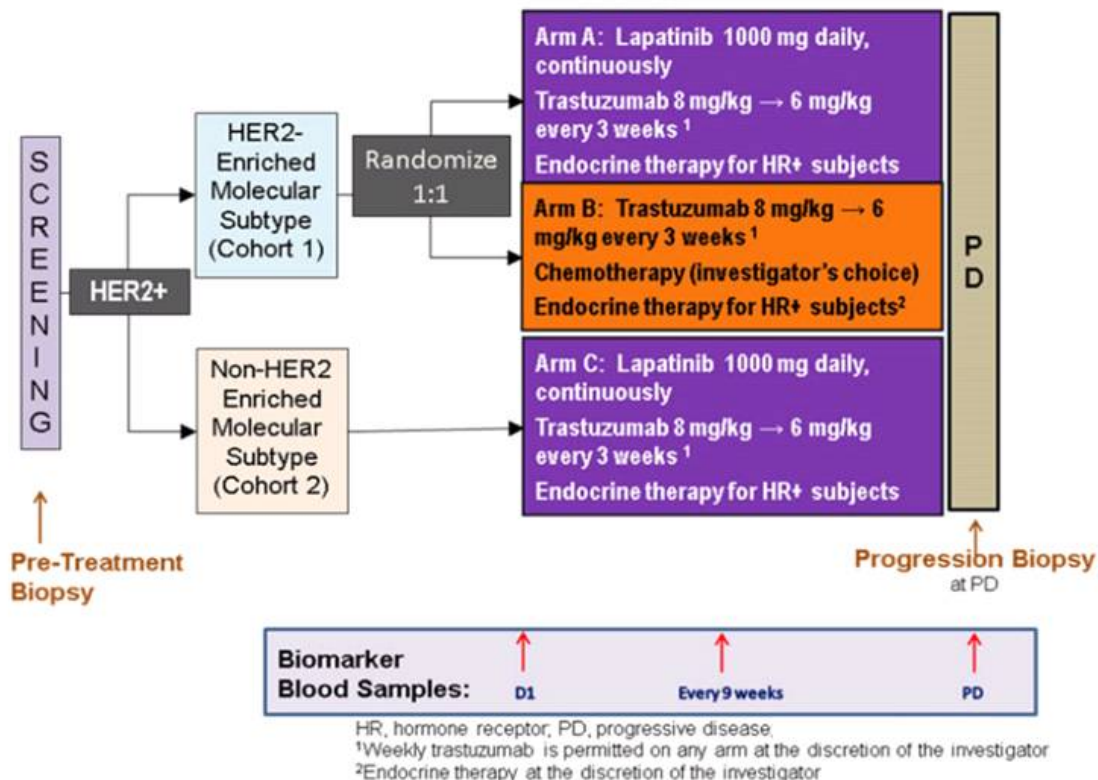 SCREENING
HER2+
HER2-
Enriched
Molecular
Subtype
(Cohort 1)
Randomize
1:1
Non-HER2
Enriched
Molecular
Subtype
(Cohort 2)
Arm A: Lapatinib 1000 mg daily,
continuously
Trastuzumab 8 mg/kg → 6 mg/kg
every 3 weeks ¹
Endocrine therapy for HR+ subjects
Arm B: Trastuzumab 8 mg/kg → 6
mg/kg every 3 weeks ¹
Chemotherapy (investigator's choice)
Endocrine therapy for HR+ subjects²
Arm C: Lapatinib 1000 mg daily,
continuously
Trastuzumab 8 mg/kg → 6 mg/kg
every 3 weeks ¹
Endocrine therapy for HR+ subjects
PD
Pre-Treatment
Biopsy
Progression Biopsy
at PD
Biomarker
Blood Samples:
D1
Every 9 weeks
PD
HR, hormone receptor; PD, progressive disease;
¹Weekly trastuzumab is permitted on any arm at the discretion of the investigator
²Endocrine therapy at the discretion of the investigator